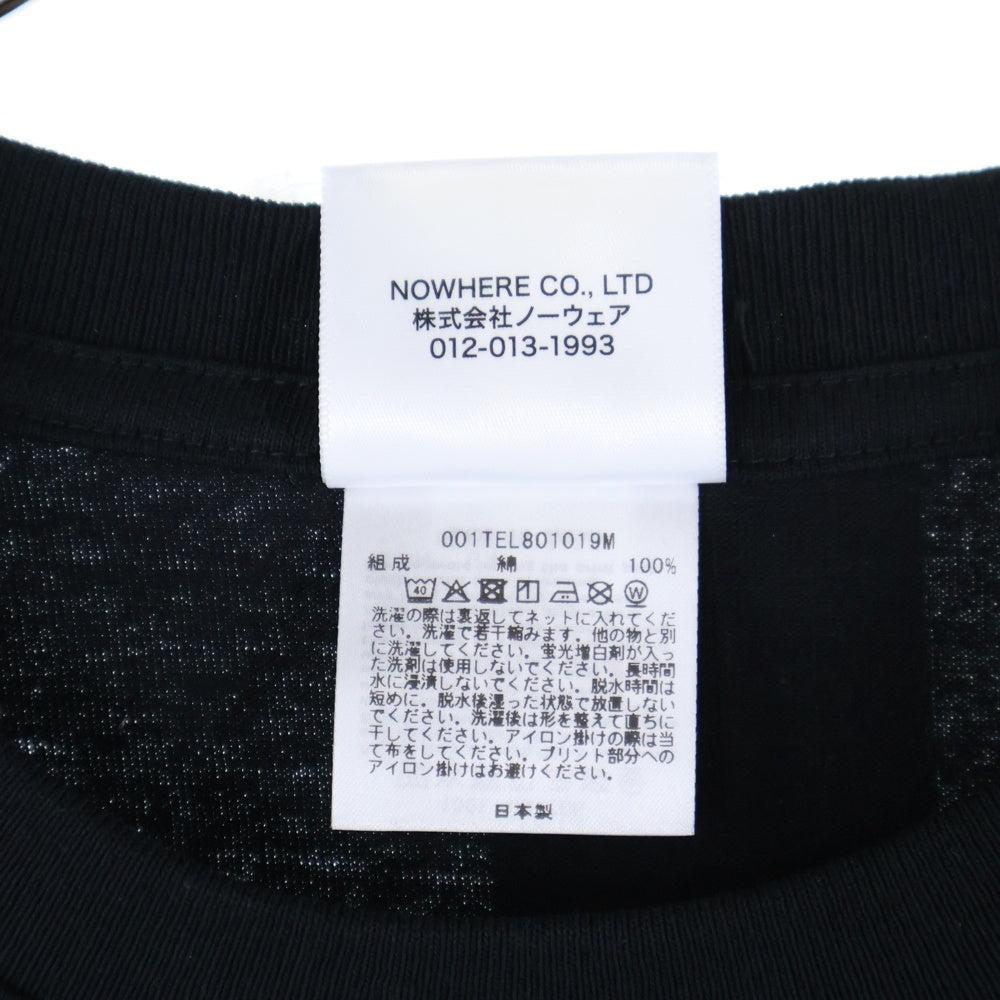 NOWHERE CO., LTD
株式会社ノーウェア
012-013-1993
001TEL801019M
組成 綿 100%
40 W
洗濯の際は裏返してネットに入れてくだ
さい。洗濯で若干縮みます。他の物と別
に洗濯してください。蛍光増白剤が入っ
た洗剤は使用しないでください。長時間
水に浸漬しないでください。脱水時間は
短めに。脱水後湿った状態で放置しない
でください。洗濯後は形を整えて直ちに
干してください。アイロン掛けの際は当
て布をしてください。プリント部分への
アイロン掛けはお避けください。
日本製